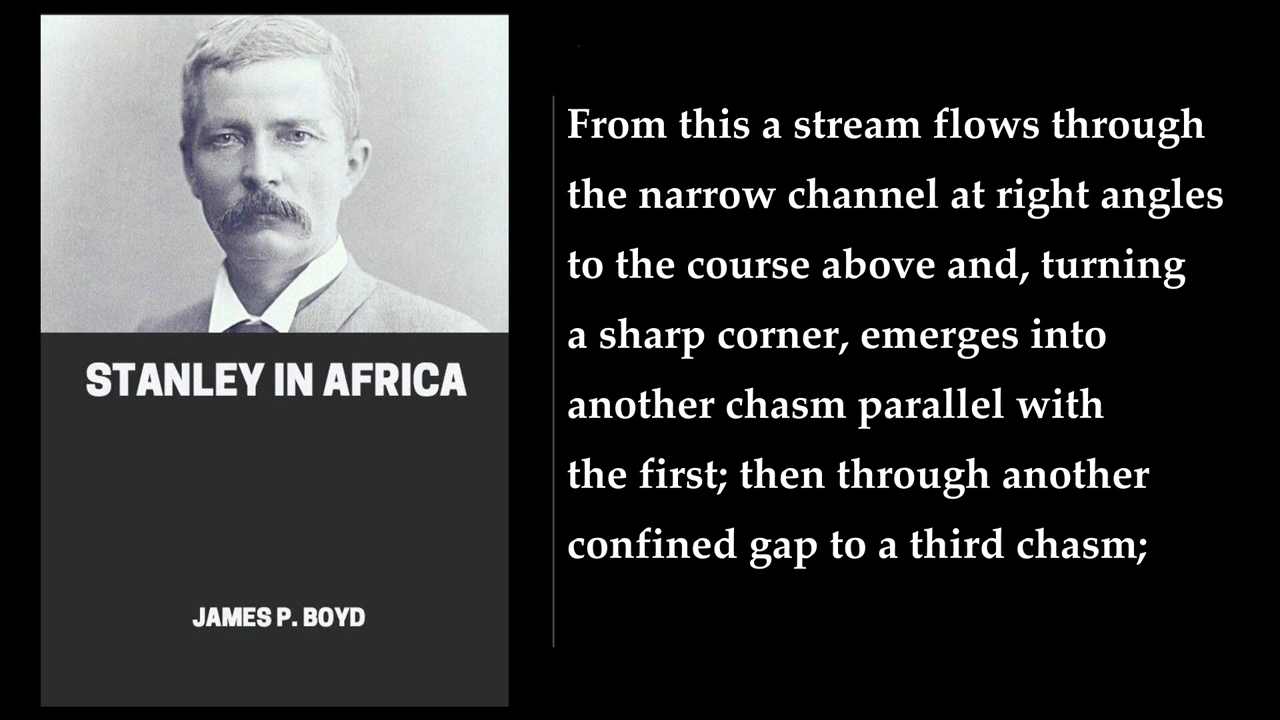 STANLEY IN AFRICA
JAMES P. BOYD
From this a stream flows through
the narrow channel at right angles
to the course above and, turning
a sharp corner, emerges into
another chasm parallel with
the first; then through another
confined gap to a third chasm;